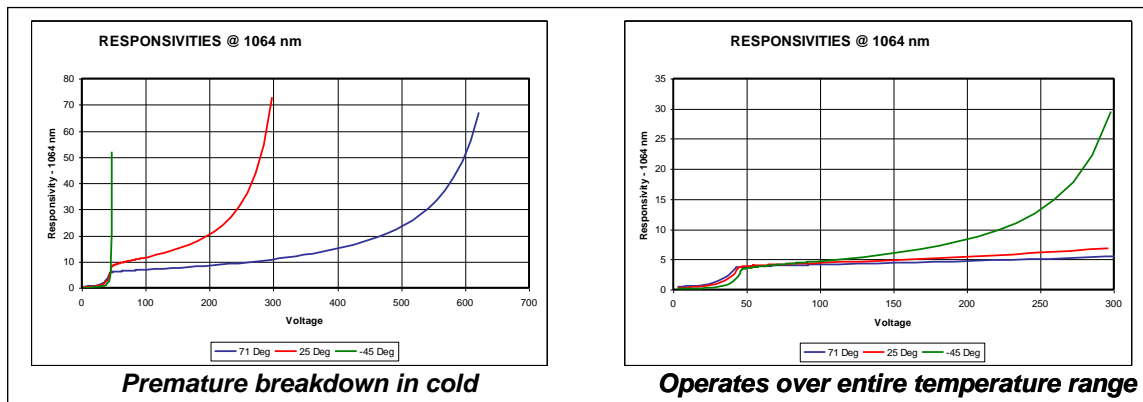 RESPONSIVITIES @ 1064 nm
80
70
60
50
40
30
20
10
0
Responsivity - 1064 nm
0 100 200 300 400 500 600 700
Voltage
71 Deg 25 Deg -45 Deg
Premature breakdown in cold
RESPONSIVITIES @ 1064 nm
35
30
25
20
15
10
5
0
Responsivity - 1064 nm
0 50 100 150 200 250 300
Voltage
71 Deg 25 Deg -45 Deg
Operates over entire temperature range